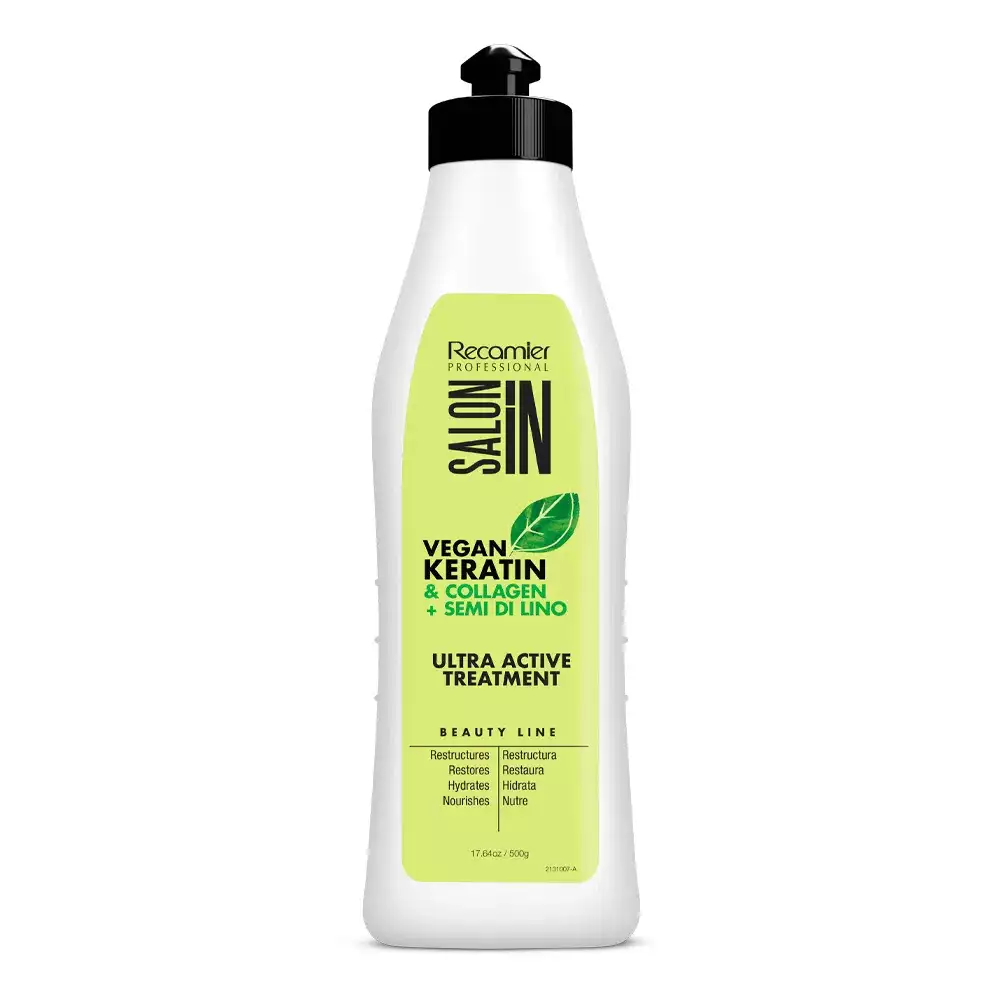 Recamier
PROFESSIONAL
SALON IN
VEGAN
KERATIN
& COLLAGEN
+ SEMI DI LINO
ULTRA ACTIVE
TREATMENT
BEAUTY LINE
Restructures
Restores
Hydrates
Nourishes
Restructura
Restaura
Hidrata
Nutre
17.64oz / 500g
2131007-A